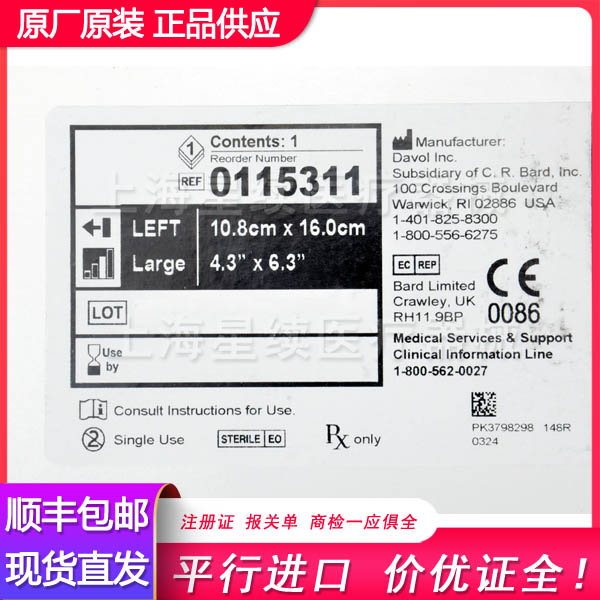 原厂原装 正品供应
1
Contents: 1
Reorder Number
REF 0115311
LEFT 10.8cm x 16.0cm
Large 4.3" x 6.3"
LOT
Use
by
Consult Instructions for Use.
2 Single Use
STERILE EO
Rx only
Manufacturer:
Davol Inc.
Subsidiary of C. R. Bard, Inc.
100 Crossings Boulevard
Warwick, RI 02886 USA
1-401-825-8300
1-800-556-6275
EC REP
Bard Limited
Crawley, UK
RH11 9BP
CE
0086
Medical Services & Support
Clinical Information Line
1-800-562-0027
PK3798298 148R
0324
顺丰包邮
现货直发
注册证 报关单 商检一应俱全
平行进口 价优证全!